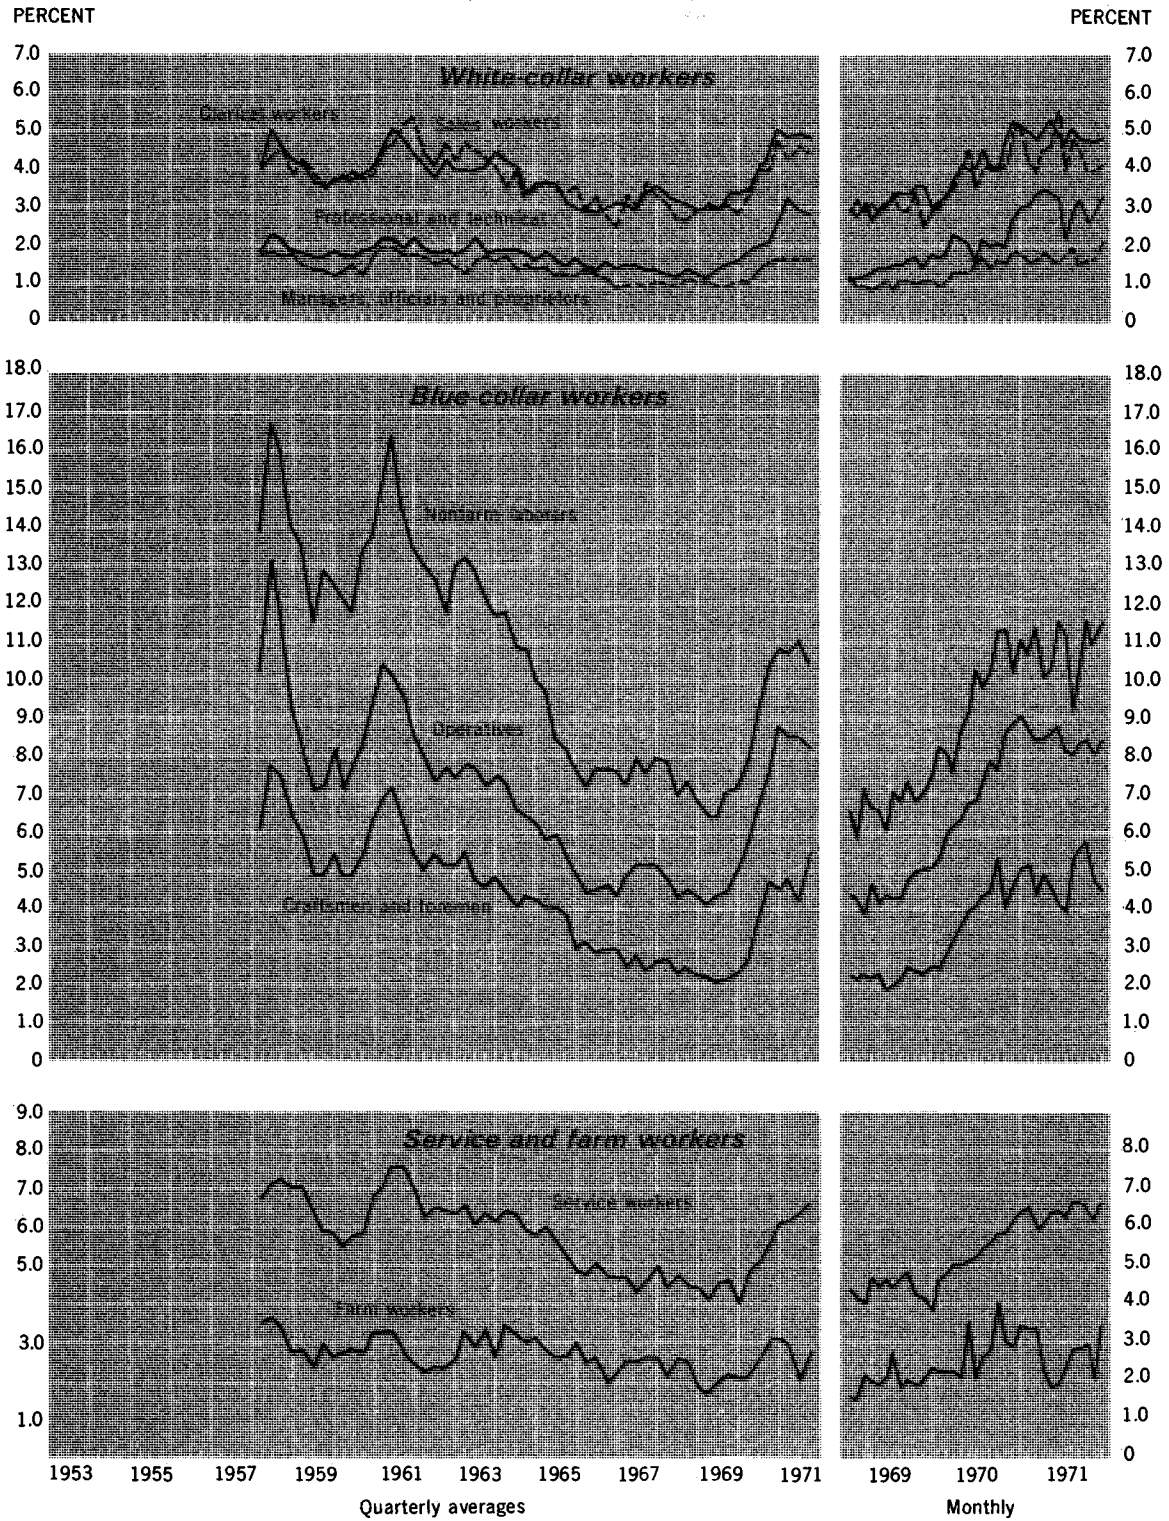 PERCENT PERCENT
7.0 7.0
White-collar workers
6.0 6.0
Clerical workers
Sales workers
5.0 5.0
4.0 4.0
3.0 3.0
Professional and technical
2.0 2.0
1.0 1.0
Managers, officials and proprietors
0 0
18.0 18.0
Blue-collar workers
17.0 17.0
16.0 16.0
15.0 15.0
Nonfarm laborers
14.0 14.0
13.0 13.0
12.0 12.0
11.0 11.0
10.0 10.0
9.0 9.0
Operatives
8.0 8.0
7.0 7.0
6.0 6.0
5.0 5.0
Craftsmen and foremen
4.0 4.0
3.0 3.0
2.0 2.0
1.0 1.0
0 0
9.0
Service and farm workers
8.0 8.0
7.0 7.0
Service workers
6.0 6.0
5.0 5.0
4.0
Farm workers
3.0 3.0
2.0
1.0 1.0
0
1953 1955 1957 1959 1961 1963 1965 1967 1969 1971 1969 1970 1971
Quarterly averages Monthly